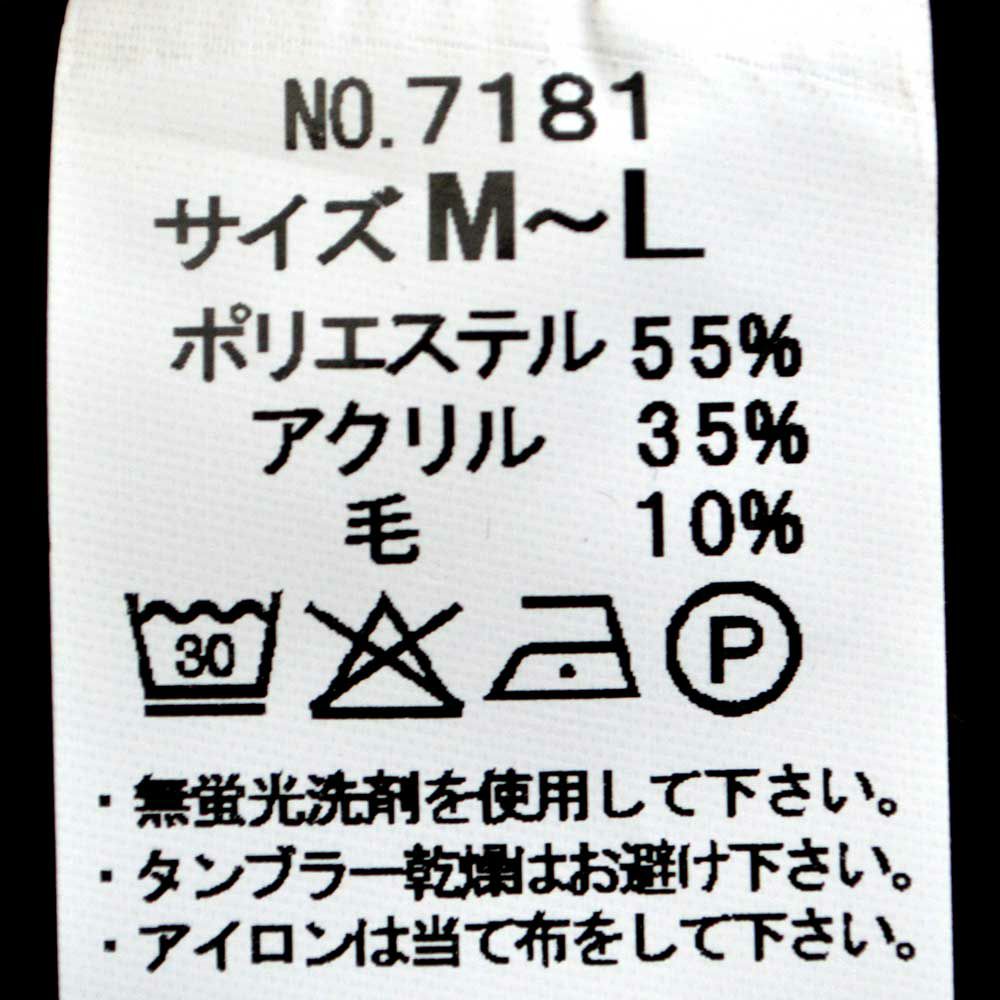 NO.7181
サイズ M～L
ポリエステル 55%
アクリル 35%
毛 10%
30 P
・無蛍光洗剤を使用して下さい。
・タンブラー乾燥はお避け下さい。
・アイロンは当て布をして下さい。